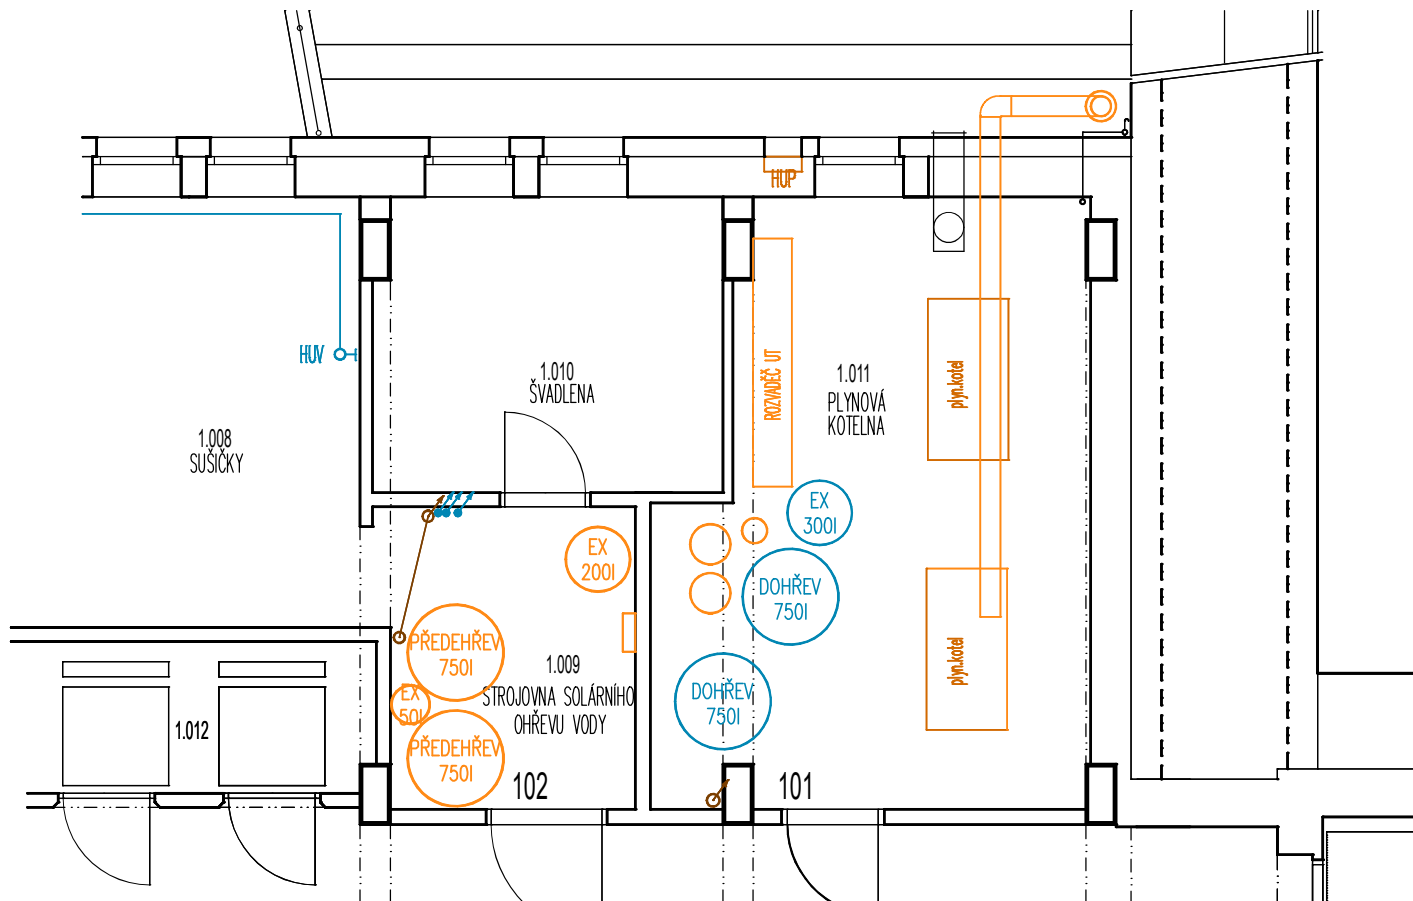 HUP
HUV
1.010
ŠVADLENA
ROZVADĚČ UT
1.011
PLYNOVÁ
KOTELNA
plyn.kotel
1.008
SUŠIČKY
EX
300l
EX
200l
DOHŘEV
750l
PŘEDEHŘEV
750l
1.009
STROJOVNA SOLÁRNÍHO
OHŘEVU VODY
plyn.kotel
EX
50l
DOHŘEV
750l
1.012
PŘEDEHŘEV
750l
102
101